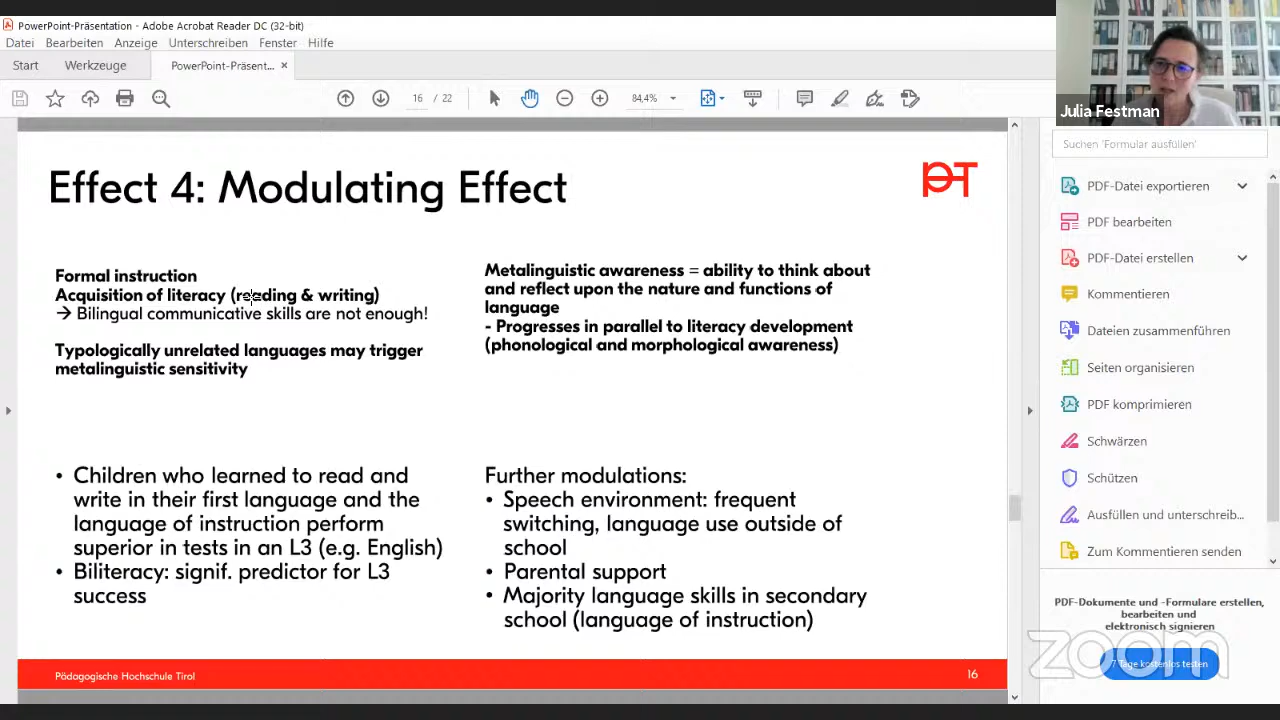 PowerPoint-Präsentation - Adobe Acrobat Reader DC (32-bit)
Datei Bearbeiten Anzeige Unterschreiben Fenster Hilfe
Start Werkzeuge PowerPoint-Präsent... ×
16 / 22 84,4%
Julia Festman
Suchen 'Formular ausfüllen'
PDF-Datei exportieren
PDF bearbeiten
PDF-Datei erstellen
Kommentieren
Dateien zusammenführen
Seiten organisieren
PDF komprimieren
Schwärzen
Schützen
Ausfüllen und unterschreib...
Zum Kommentieren senden
PDF-Dokumente und -Formulare erstellen,
bearbeiten und
elektronisch signieren
7 Tage kostenlos testen
zoom
Effect 4: Modulating Effect
Formal instruction
Acquisition of literacy (reading & writing)
→ Bilingual communicative skills are not enough!
Typologically unrelated languages may trigger
metalinguistic sensitivity
Metalinguistic awareness = ability to think about
and reflect upon the nature and functions of
language
- Progresses in parallel to literacy development
(phonological and morphological awareness)
• Children who learned to read and
write in their first language and the
language of instruction perform
superior in tests in an L3 (e.g. English)
• Biliteracy: signif. predictor for L3
success
Further modulations:
• Speech environment: frequent
switching, language use outside of
school
• Parental support
• Majority language skills in secondary
school (language of instruction)
Pädagogische Hochschule Tirol
16